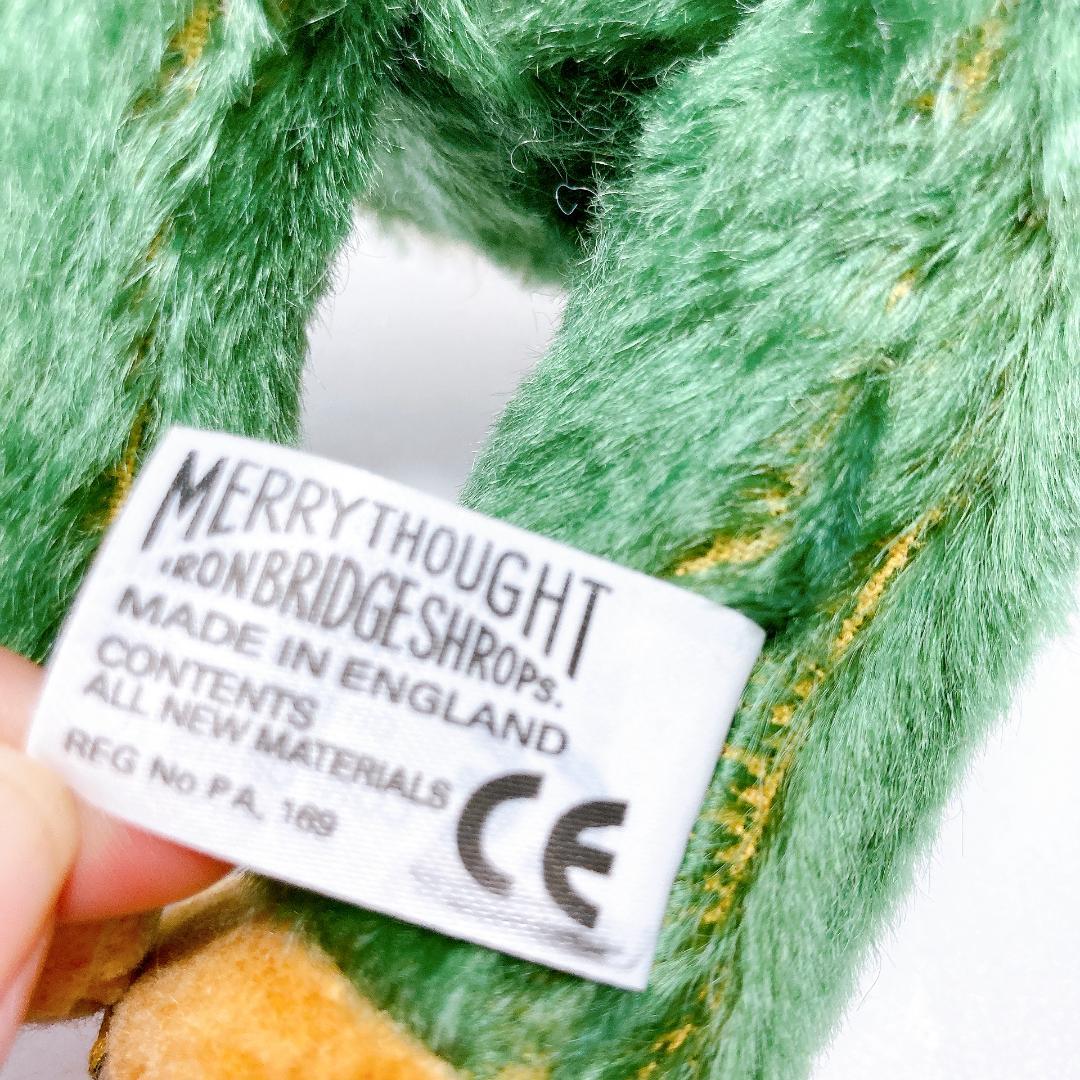 MERRYTHOUGHT
IRONBRIDGE SHROPS.
MADE IN ENGLAND
CONTENTS
ALL NEW MATERIALS
REG No PA, 169
CE